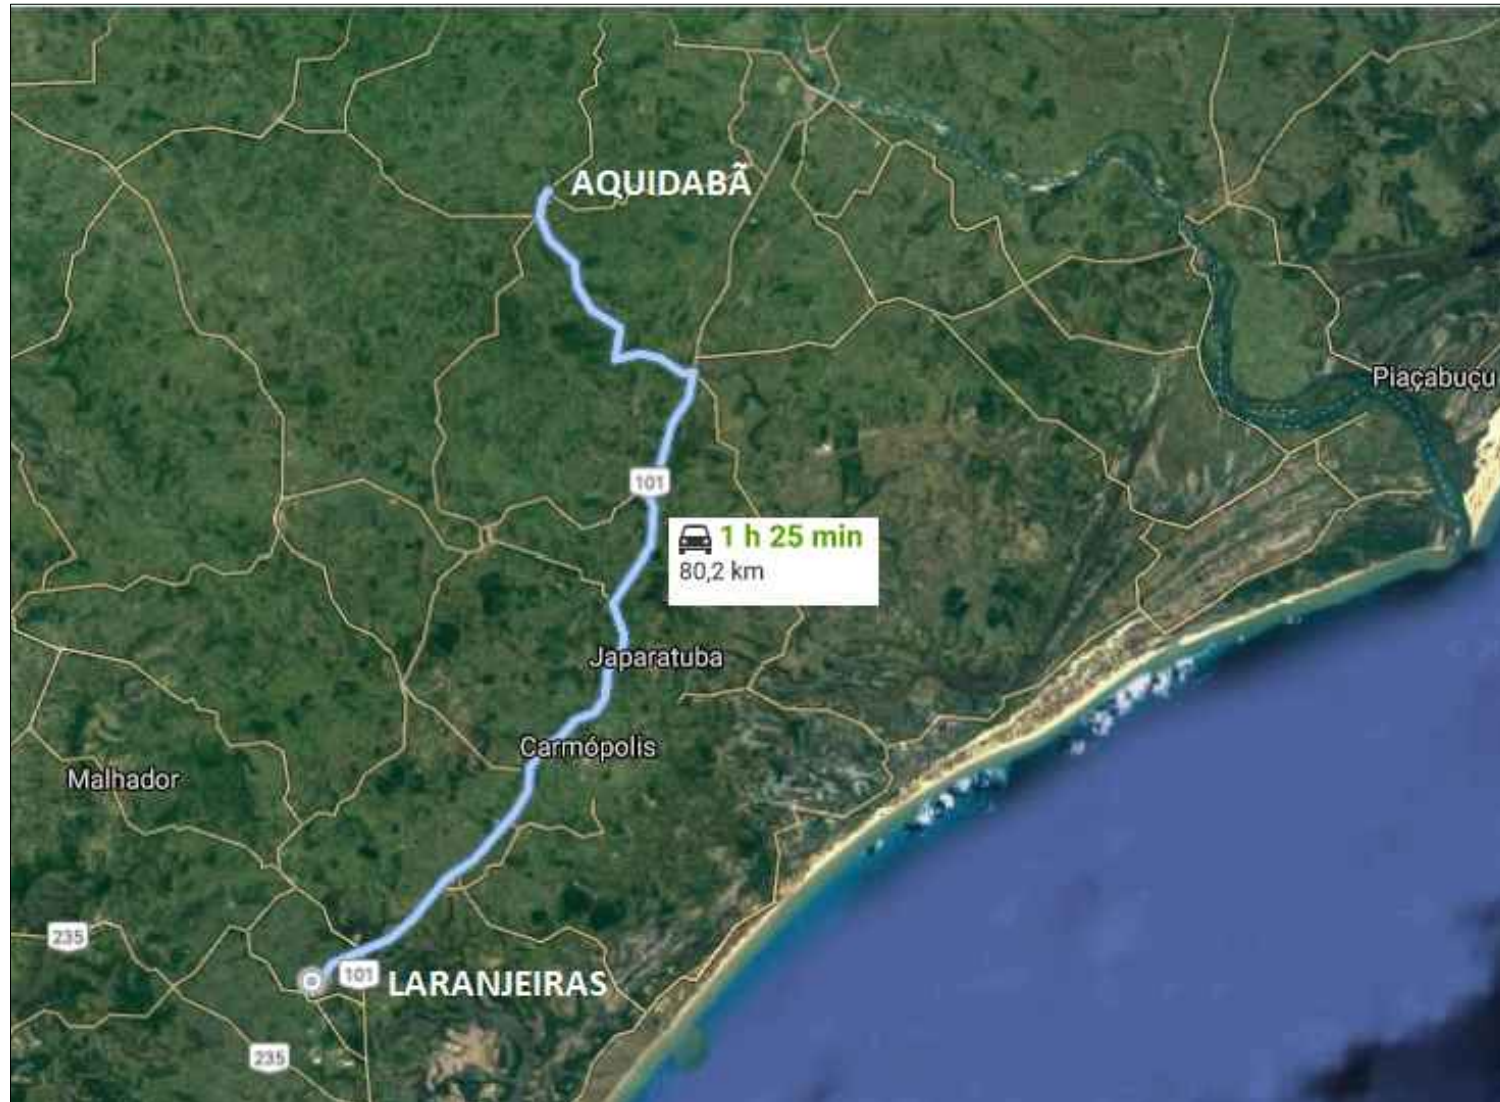 AQUIDABÃ
Piaçabuçu
101
1 h 25 min
80,2 km
Japaratuba
Carmópolis
Malhador
235
101
LARANJEIRAS
235